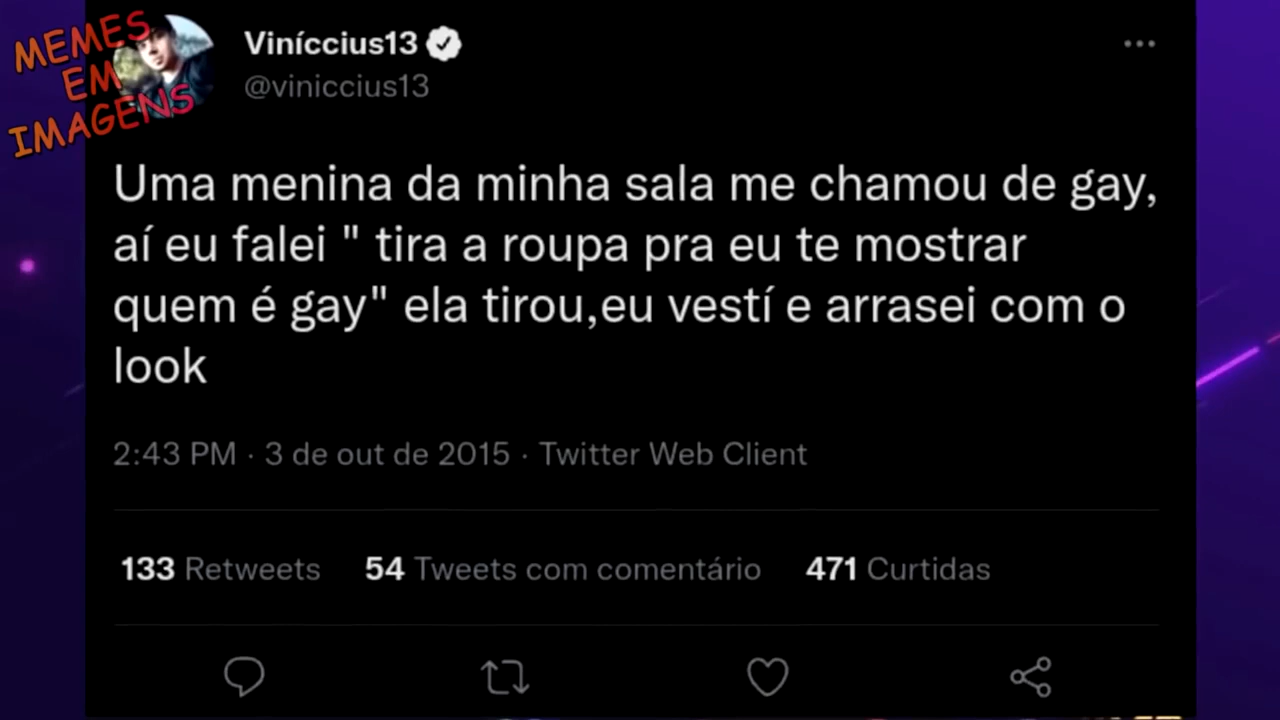 MEMES
EM
IMAGENS
Viníccius13
@viniccius13
Uma menina da minha sala me chamou de gay,
aí eu falei " tira a roupa pra eu te mostrar
quem é gay" ela tirou,eu vestí e arrasei com o
look
2:43 PM · 3 de out de 2015 · Twitter Web Client
133 Retweets 54 Tweets com comentário 471 Curtidas